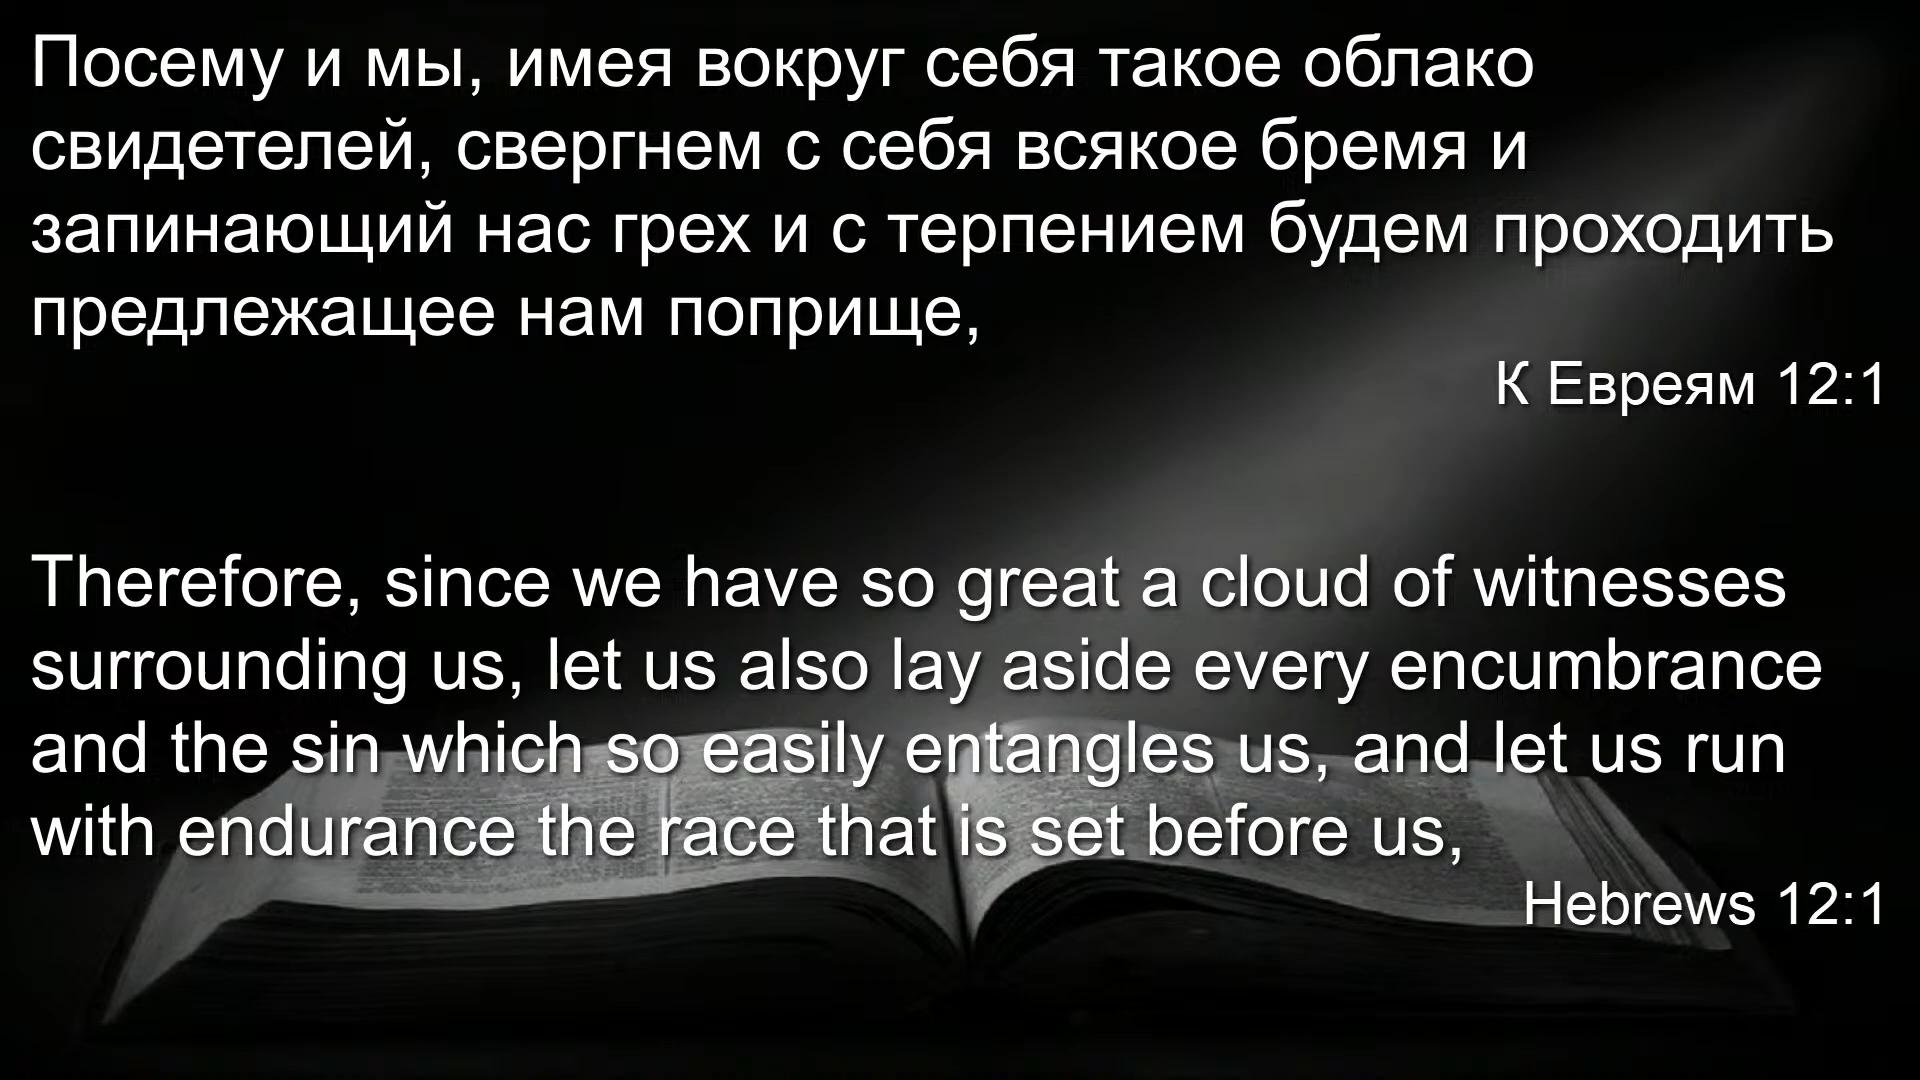 Посему и мы, имея вокруг себя такое облако
свидетелей, свергнем с себя всякое бремя и
запинающий нас грех и с терпением будем проходить
предлежащее нам поприще,
К Евреям 12:1
Therefore, since we have so great a cloud of witnesses
surrounding us, let us also lay aside every encumbrance
and the sin which so easily entangles us, and let us run
with endurance the race that is set before us,
Hebrews 12:1